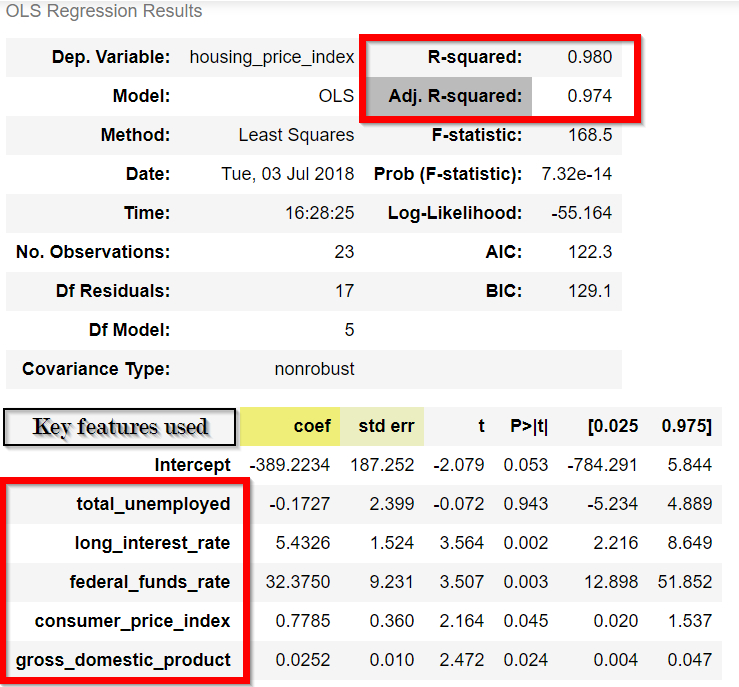 OLS Regression Results
Dep. Variable: housing_price_index R-squared: 0.980
Model: OLS Adj. R-squared: 0.974
Method: Least Squares F-statistic: 168.5
Date: Tue, 03 Jul 2018 Prob (F-statistic): 7.32e-14
Time: 16:28:25 Log-Likelihood: -55.164
No. Observations: 23 AIC: 122.3
Df Residuals: 17 BIC: 129.1
Df Model: 5
Covariance Type: nonrobust
Key features used coef std err t P>|t| [0.025 0.975]
Intercept -389.2234 187.252 -2.079 0.053 -784.291 5.844
total_unemployed -0.1727 2.399 -0.072 0.943 -5.234 4.889
long_interest_rate 5.4326 1.524 3.564 0.002 2.216 8.649
federal_funds_rate 32.3750 9.231 3.507 0.003 12.898 51.852
consumer_price_index 0.7785 0.360 2.164 0.045 0.020 1.537
gross_domestic_product 0.0252 0.010 2.472 0.024 0.004 0.047